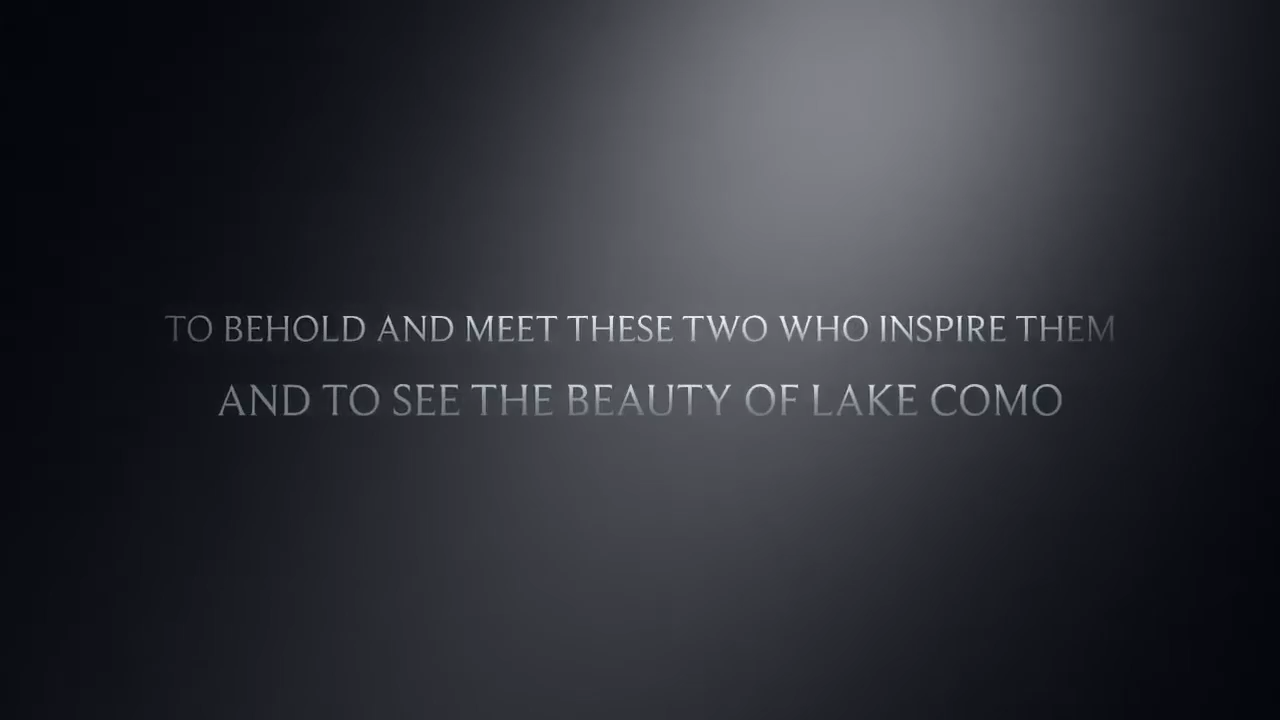 TO BEHOLD AND MEET THESE TWO WHO INSPIRE THEM
AND TO SEE THE BEAUTY OF LAKE COMO